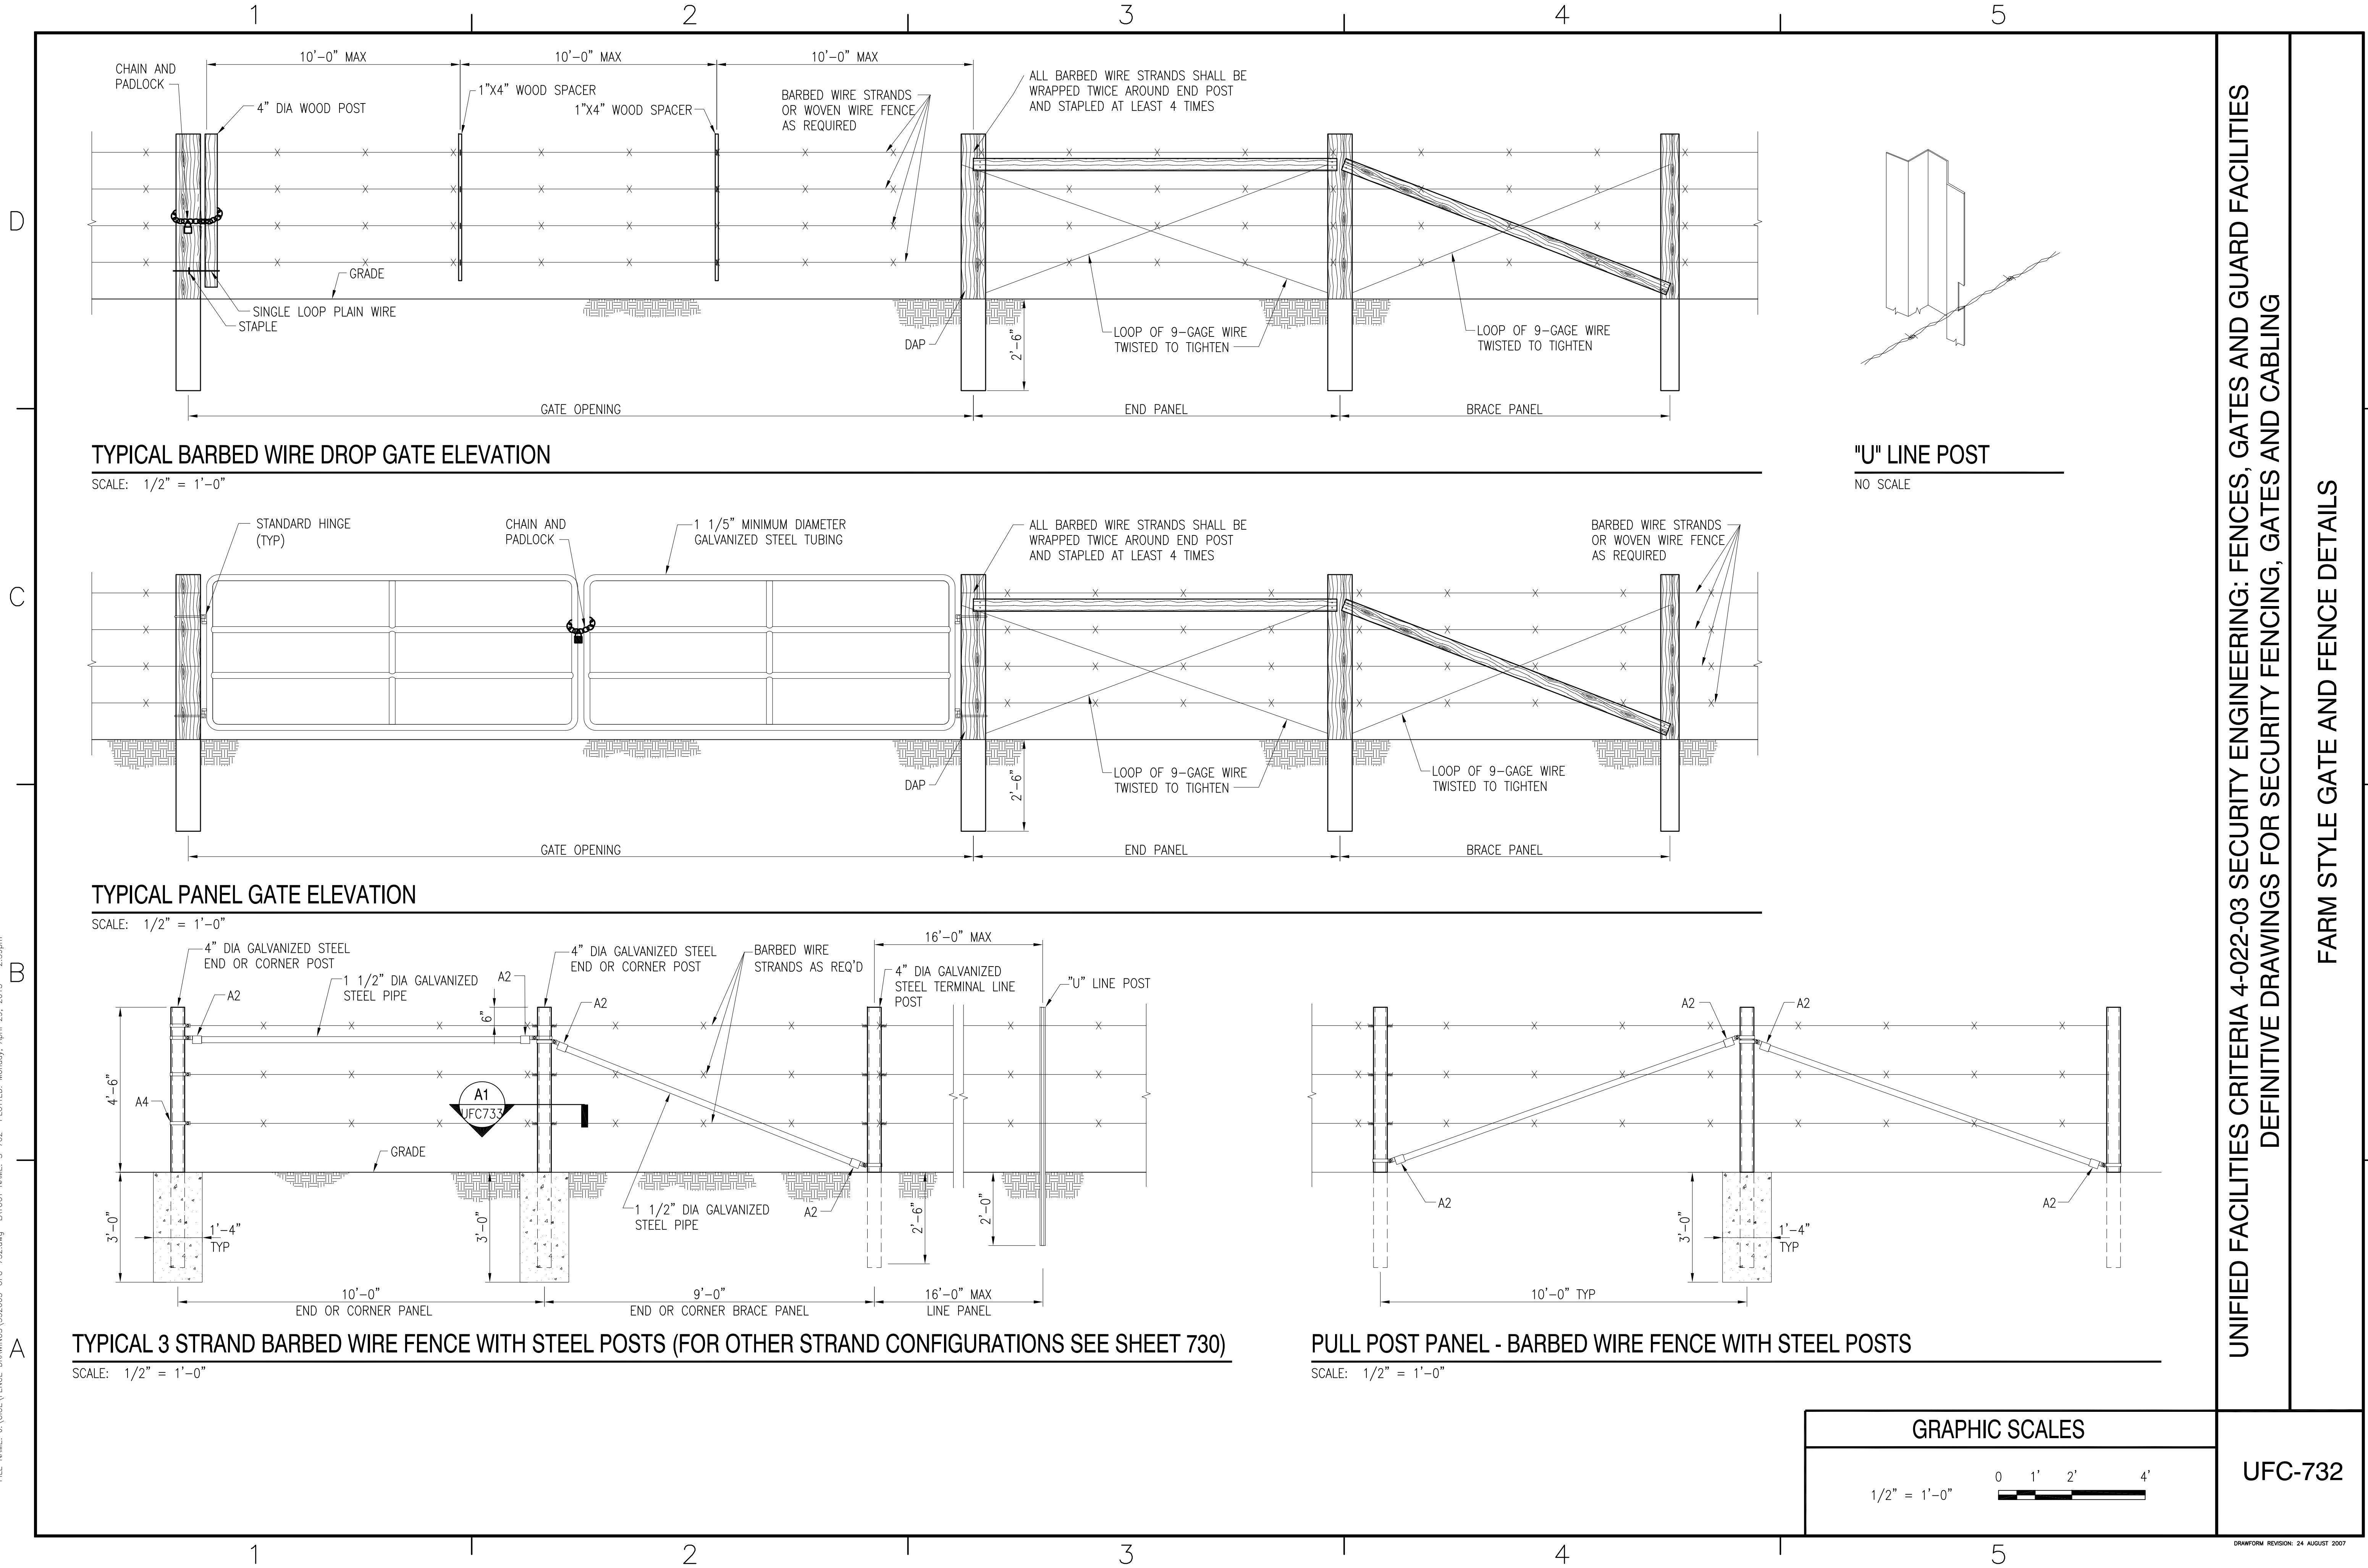 1 2 3 4 5
10'-0" MAX
10'-0" MAX
10'-0" MAX
CHAIN AND
PADLOCK
4" DIA WOOD POST
1"X4" WOOD SPACER
1"X4" WOOD SPACER
BARBED WIRE STRANDS
OR WOVEN WIRE FENCE
AS REQUIRED
ALL BARBED WIRE STRANDS SHALL BE
WRAPPED TWICE AROUND END POST
AND STAPLED AT LEAST 4 TIMES
D
GRADE
SINGLE LOOP PLAIN WIRE
STAPLE
DAP
2'-6"
LOOP OF 9-GAGE WIRE
TWISTED TO TIGHTEN
LOOP OF 9-GAGE WIRE
TWISTED TO TIGHTEN
GATE OPENING
END PANEL
BRACE PANEL
TYPICAL BARBED WIRE DROP GATE ELEVATION
SCALE: 1/2" = 1'-0"
"U" LINE POST
NO SCALE
STANDARD HINGE
(TYP)
CHAIN AND
PADLOCK
1 1/5" MINIMUM DIAMETER
GALVANIZED STEEL TUBING
ALL BARBED WIRE STRANDS SHALL BE
WRAPPED TWICE AROUND END POST
AND STAPLED AT LEAST 4 TIMES
BARBED WIRE STRANDS
OR WOVEN WIRE FENCE
AS REQUIRED
C
DAP
2'-6"
LOOP OF 9-GAGE WIRE
TWISTED TO TIGHTEN
LOOP OF 9-GAGE WIRE
TWISTED TO TIGHTEN
GATE OPENING
END PANEL
BRACE PANEL
TYPICAL PANEL GATE ELEVATION
SCALE: 1/2" = 1'-0"
B
4" DIA GALVANIZED STEEL
END OR CORNER POST
1 1/2" DIA GALVANIZED
STEEL PIPE
A2
A2
6"
4" DIA GALVANIZED STEEL
END OR CORNER POST
A2
BARBED WIRE
STRANDS AS REQ'D
16'-0" MAX
4" DIA GALVANIZED
STEEL TERMINAL LINE
POST
"U" LINE POST
4'-6"
A4
A1
UFC733
GRADE
3'-0"
1'-4"
TYP
3'-0"
1 1/2" DIA GALVANIZED
STEEL PIPE
A2
2'-6"
2'-0"
10'-0"
END OR CORNER PANEL
9'-0"
END OR CORNER BRACE PANEL
16'-0" MAX
LINE PANEL
A
TYPICAL 3 STRAND BARBED WIRE FENCE WITH STEEL POSTS (FOR OTHER STRAND CONFIGURATIONS SEE SHEET 730)
SCALE: 1/2" = 1'-0"
A2
A2
A2
A2
3'-0"
1'-4"
TYP
10'-0" TYP
PULL POST PANEL - BARBED WIRE FENCE WITH STEEL POSTS
SCALE: 1/2" = 1'-0"
GRAPHIC SCALES
0 1' 2' 4'
1/2" = 1'-0"
UNIFIED FACILITIES CRITERIA 4-022-03 SECURITY ENGINEERING: FENCES, GATES AND GUARD FACILITIES
DEFINITIVE DRAWINGS FOR SECURITY FENCING, GATES AND CABLING
FARM STYLE GATE AND FENCE DETAILS
UFC-732
DRAWFORM REVISION: 24 AUGUST 2007
1 2 3 4 5